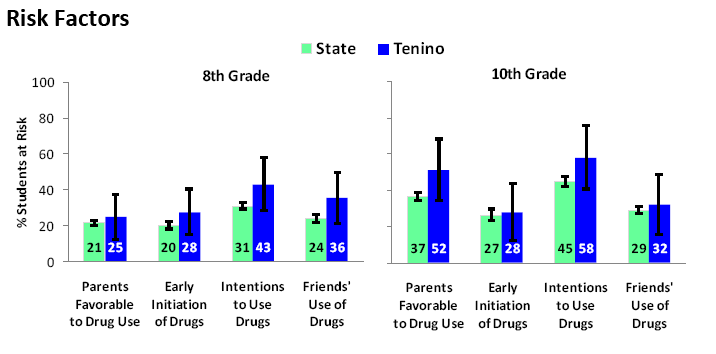 Risk Factors
State Tenino
8th Grade
10th Grade
% Students at Risk
100
80
60
40
20
0
21 25 20 28 31 43 24 36
37 52 27 28 45 58 29 32
Parents
Favorable
to Drug Use
Early
Initiation
of Drugs
Intentions
to Use
Drugs
Friends'
Use of
Drugs
Parents
Favorable
to Drug Use
Early
Initiation
of Drugs
Intentions
to Use
Drugs
Friends'
Use of
Drugs